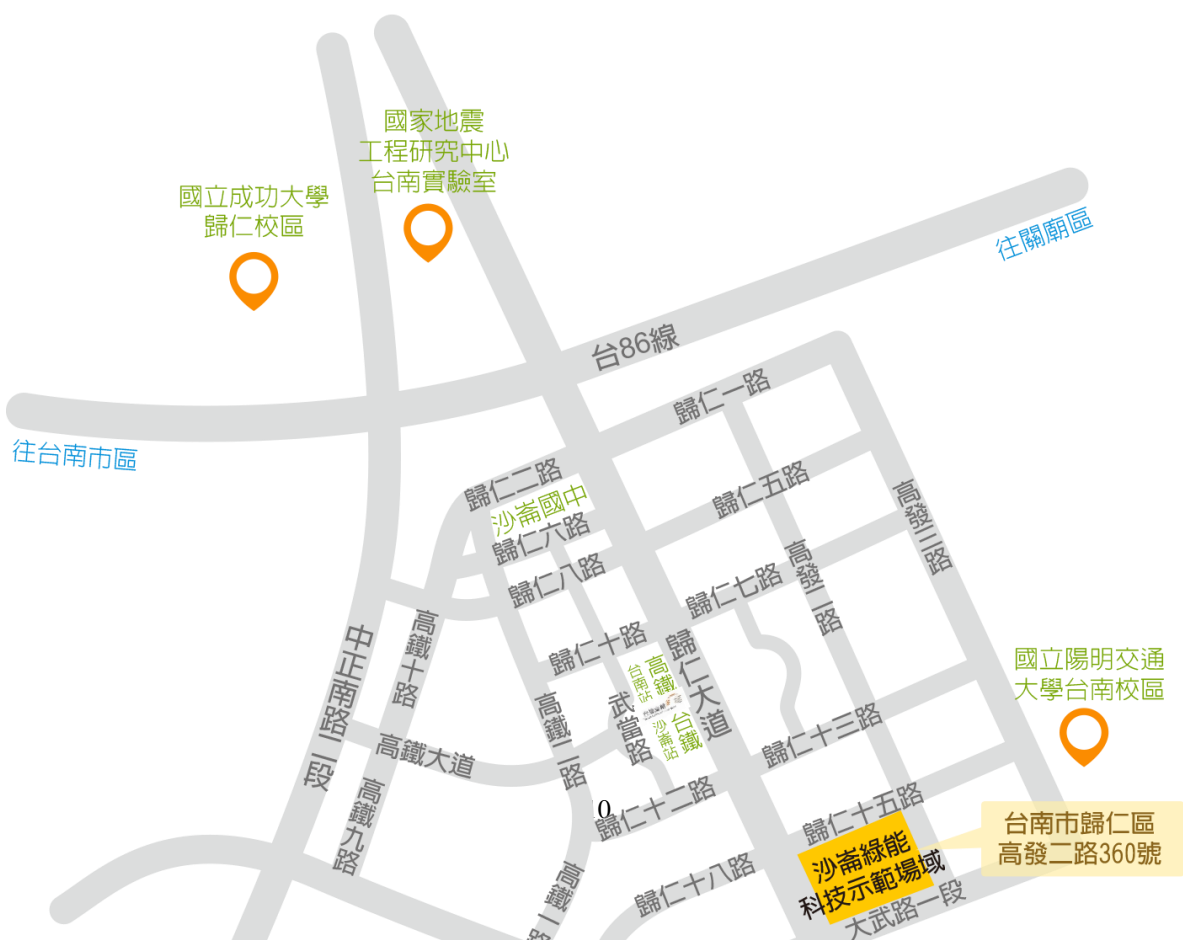 國家地震
工程研究中心
台南實驗室
國立成功大學
歸仁校區
往關廟區
台86線
歸仁一路
往台南市區
歸仁二路
沙崙國中
歸仁五路
歸仁六路
高發三路
歸仁八路
高發二路
歸仁七路
高鐵十路
中正南路二段
歸仁十路
歸仁大道
高鐵
台南站
國立陽明交通
大學台南校區
武當路
高鐵二路
台鐵
沙崙站
高鐵大道
歸仁十三路
高鐵九路
0
歸仁十二路
歸仁十五路
台南市歸仁區
高發二路360號
沙崙綠能
科技示範場域
歸仁十八路
高鐵一路
大武路一段